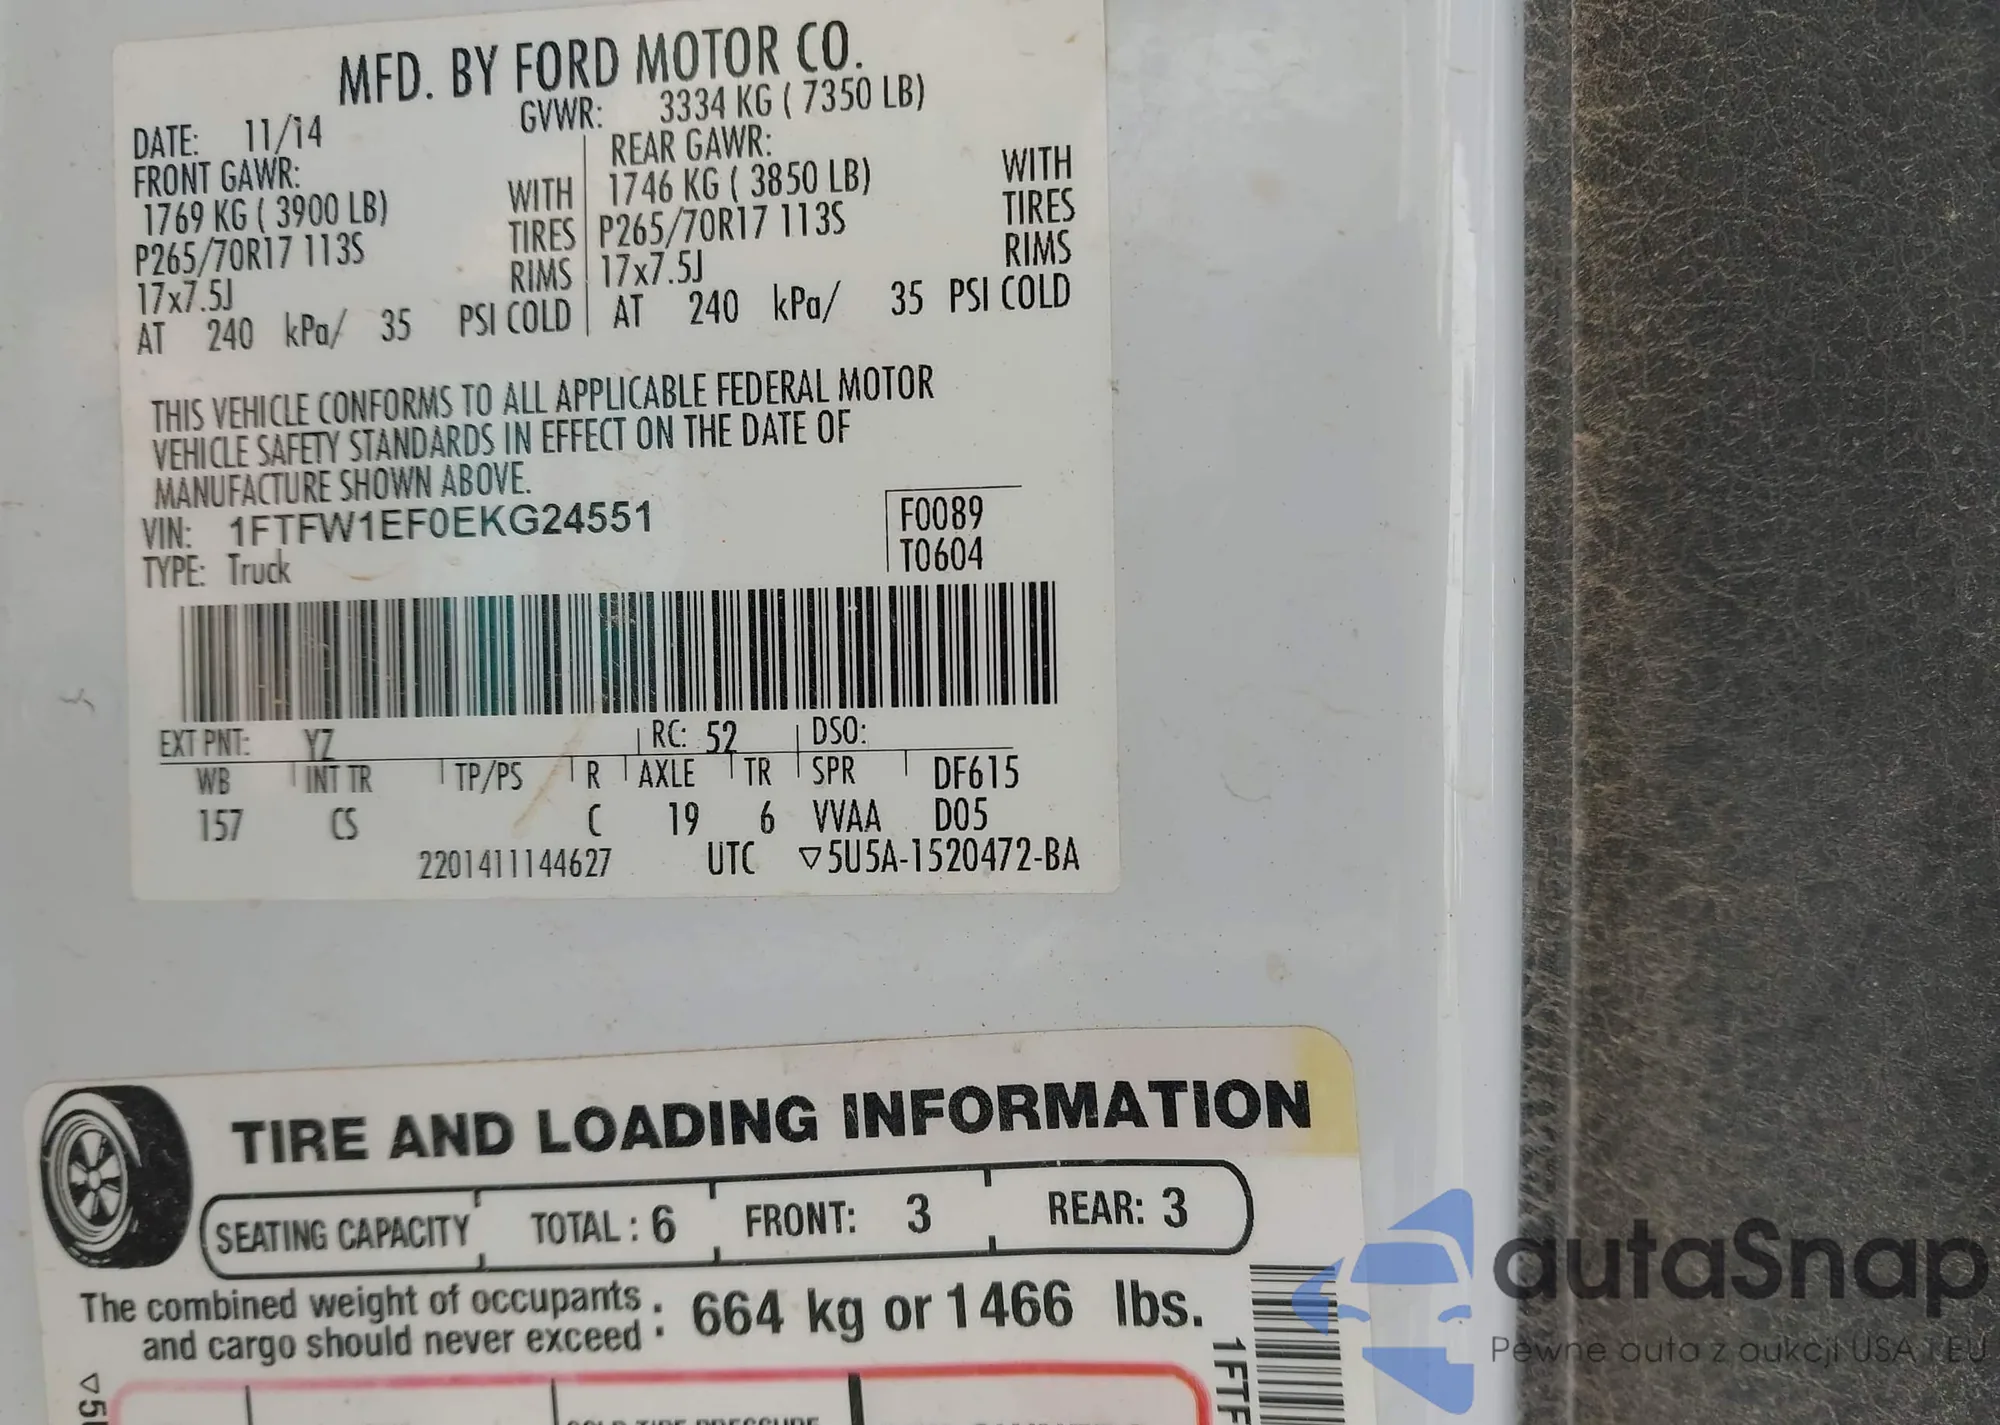 MFD. BY FORD MOTOR CO.
DATE: 11/14 GVWR: 3334 KG ( 7350 LB)
FRONT GAWR: REAR GAWR:
1769 KG ( 3900 LB) WITH 1746 KG ( 3850 LB) WITH
P265/70R17 113S TIRES P265/70R17 113S TIRES
17x7.5J RIMS 17x7.5J RIMS
AT 240 kPa/ 35 PSI COLD AT 240 kPa/ 35 PSI COLD
THIS VEHICLE CONFORMS TO ALL APPLICABLE FEDERAL MOTOR
VEHICLE SAFETY STANDARDS IN EFFECT ON THE DATE OF
MANUFACTURE SHOWN ABOVE.
VIN: 1FTFW1EF0EKG24551 F0089
TYPE: Truck T0604
EXT PNT: YZ RC: 52 DSO:
WB INT TR TP/PS R AXLE TR SPR DF615
157 CS C 19 6 VVAA D05
2201411144627 UTC ▽5U5A-1520472-BA
TIRE AND LOADING INFORMATION
SEATING CAPACITY TOTAL : 6 FRONT: 3 REAR: 3
The combined weight of occupants
and cargo should never exceed : 664 kg or 1466 lbs.
1FTF
▽5
autaSnap
Pewne auta z aukcji USA i EU